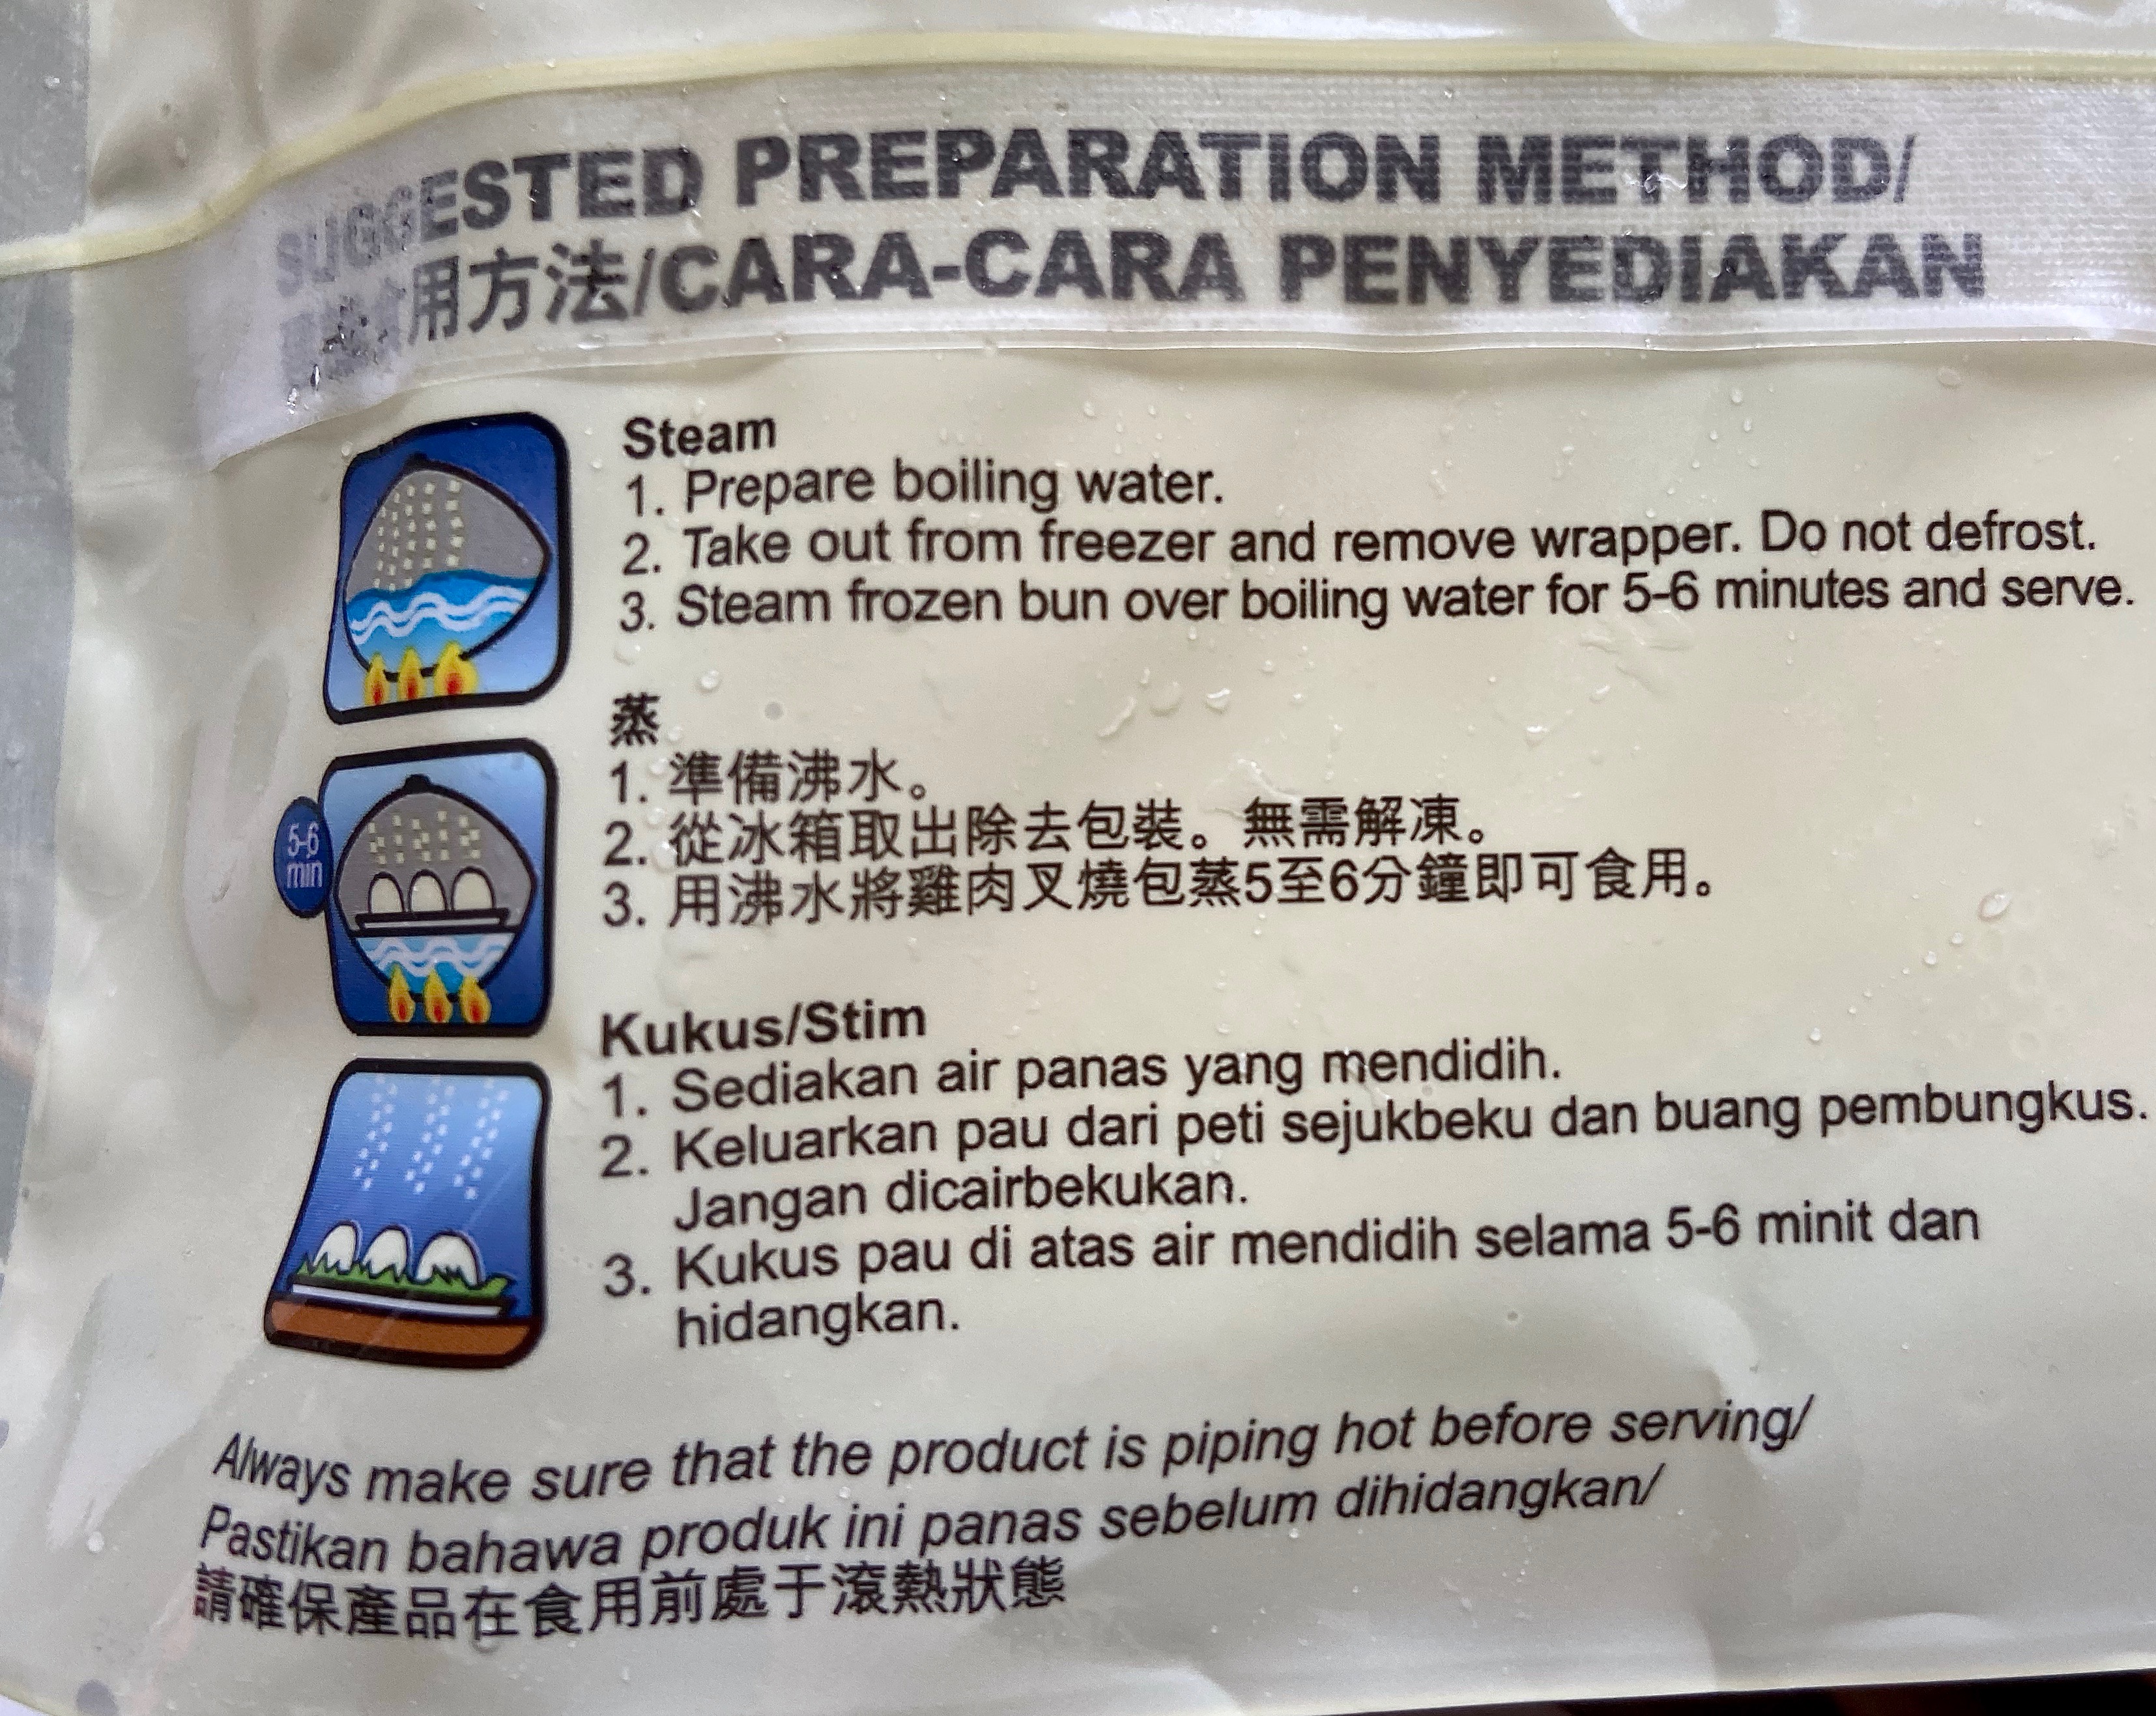 SUGGESTED PREPARATION METHOD/
用方法/CARA-CARA PENYEDIAKAN
Steam
1. Prepare boiling water.
2. Take out from freezer and remove wrapper. Do not defrost.
3. Steam frozen bun over boiling water for 5-6 minutes and serve.
蒸
1. 準備沸水。
2. 從冰箱取出除去包裝。無需解凍。
3. 用沸水將雞肉叉燒包蒸5至6分鐘即可食用。
5-6
min
Kukus/Stim
1. Sediakan air panas yang mendidih.
2. Keluarkan pau dari peti sejukbeku dan buang pembungkus.
Jangan dicairbekukan.
3. Kukus pau di atas air mendidih selama 5-6 minit dan
hidangkan.
Always make sure that the product is piping hot before serving/
Pastikan bahawa produk ini panas sebelum dihidangkan/
請確保產品在食用前處于滾熱狀態